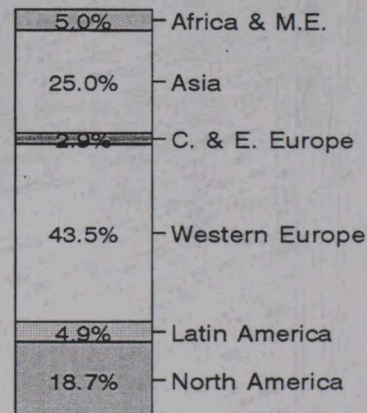 5.0% Africa & M.E.
25.0% Asia
2.9% C. & E. Europe
43.5% Western Europe
4.9% Latin America
18.7% North America